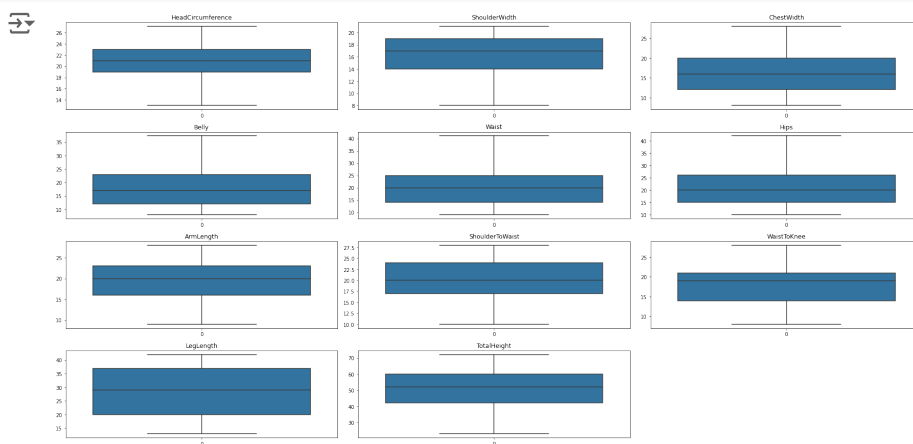 HeadCircumference ShoulderWidth ChestWidth
26 24 22 20 18 16 14
20 18 16 14 12 10 8
25 20 15 10
0 0 0
Belly Waist Hips
35 30 25 20 15 10
40 35 30 25 20 15 10
40 35 30 25 20 15 10
0 0 0
ArmLength ShoulderToWaist WaistToKnee
25 20 15 10
27.5 25.0 22.5 20.0 17.5 15.0 12.5 10.0
25 20 15 10
0 0 0
LegLength TotalHeight
40 35 30 25 20 15
70 60 50 40 30
0 0